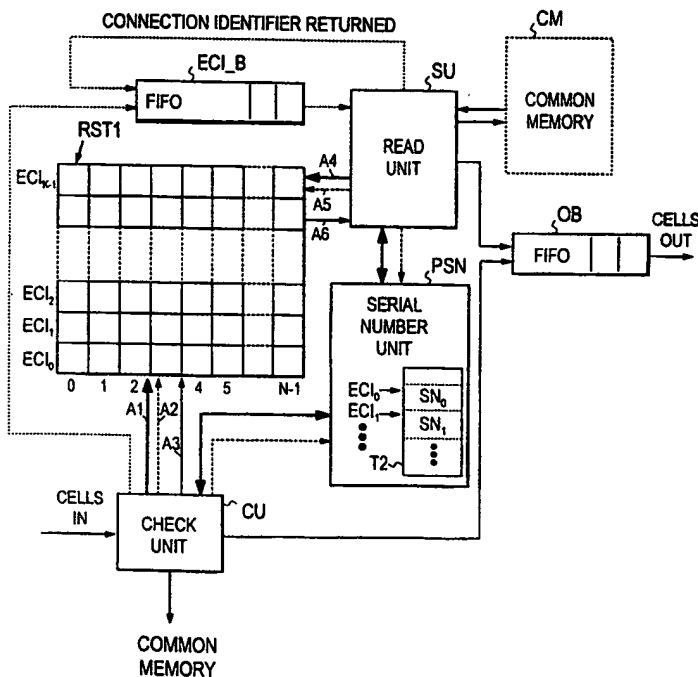 CONNECTION IDENTIFIER RETURNED
CM
ECI_B
SU
FIFO
COMMON
MEMORY
RST1
READ
UNIT
ECI_{K-1}
A4
A5
A6
OB
CELLS
OUT
FIFO
PSN
SERIAL
NUMBER
UNIT
ECI_2
ECI_1
ECI_0
0 1 2 4 5 N-1
ECI_0
SN_0
ECI_1
SN_1
A1
A2
A3
T2
CELLS
IN
CU
CHECK
UNIT
COMMON
MEMORY